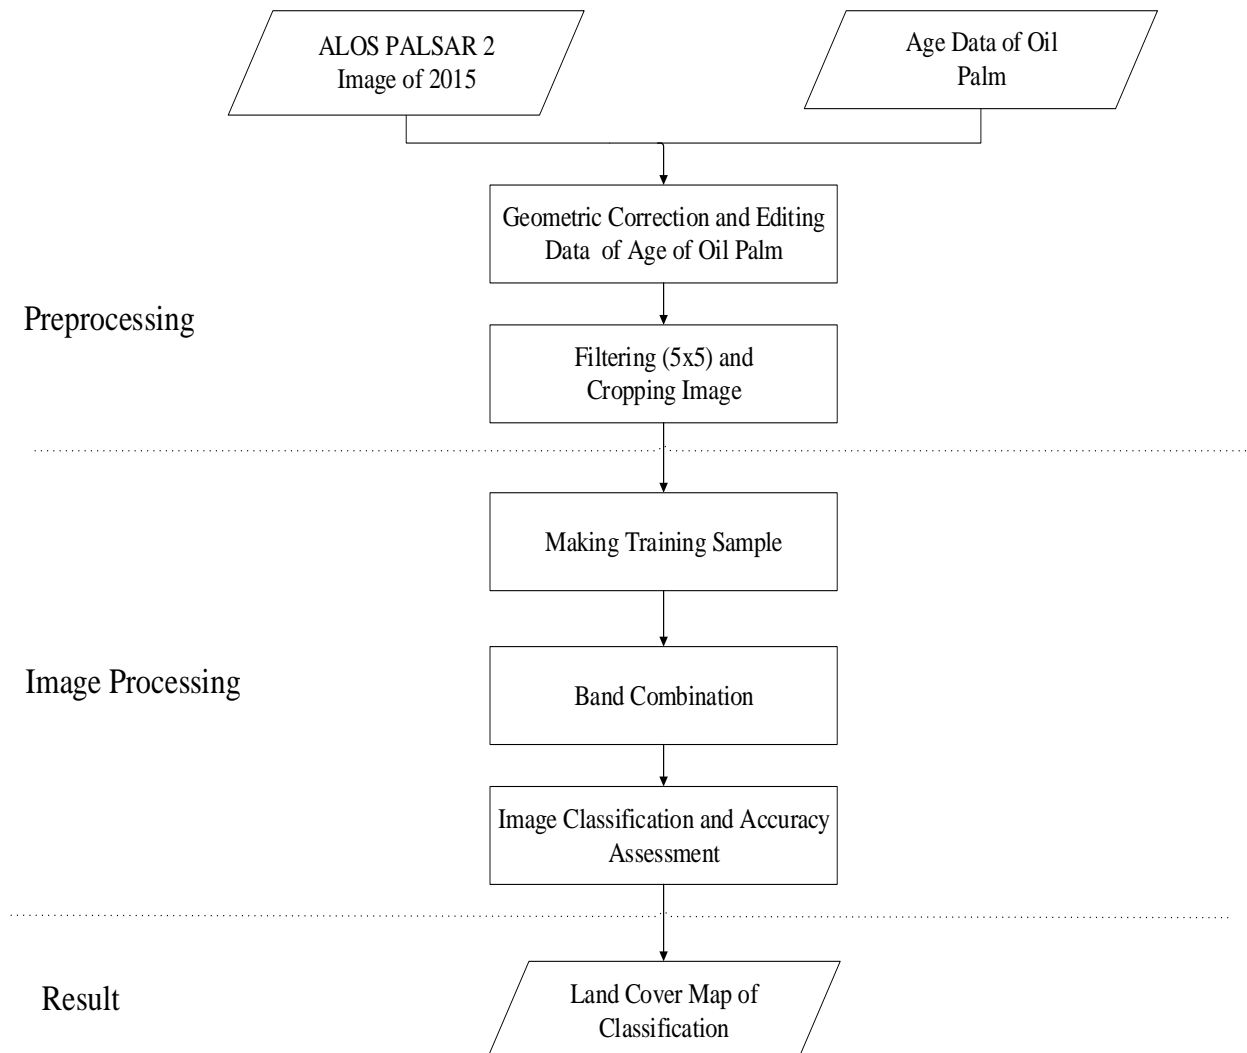 ALOS PALSAR 2
Image of 2015
Age Data of Oil
Palm
Geometric Correction and Editing
Data of Age of Oil Palm
Preprocessing
Filtering (5x5) and
Cropping Image
Making Training Sample
Image Processing
Band Combination
Image Classification and Accuracy
Assessment
Result
Land Cover Map of
Classification